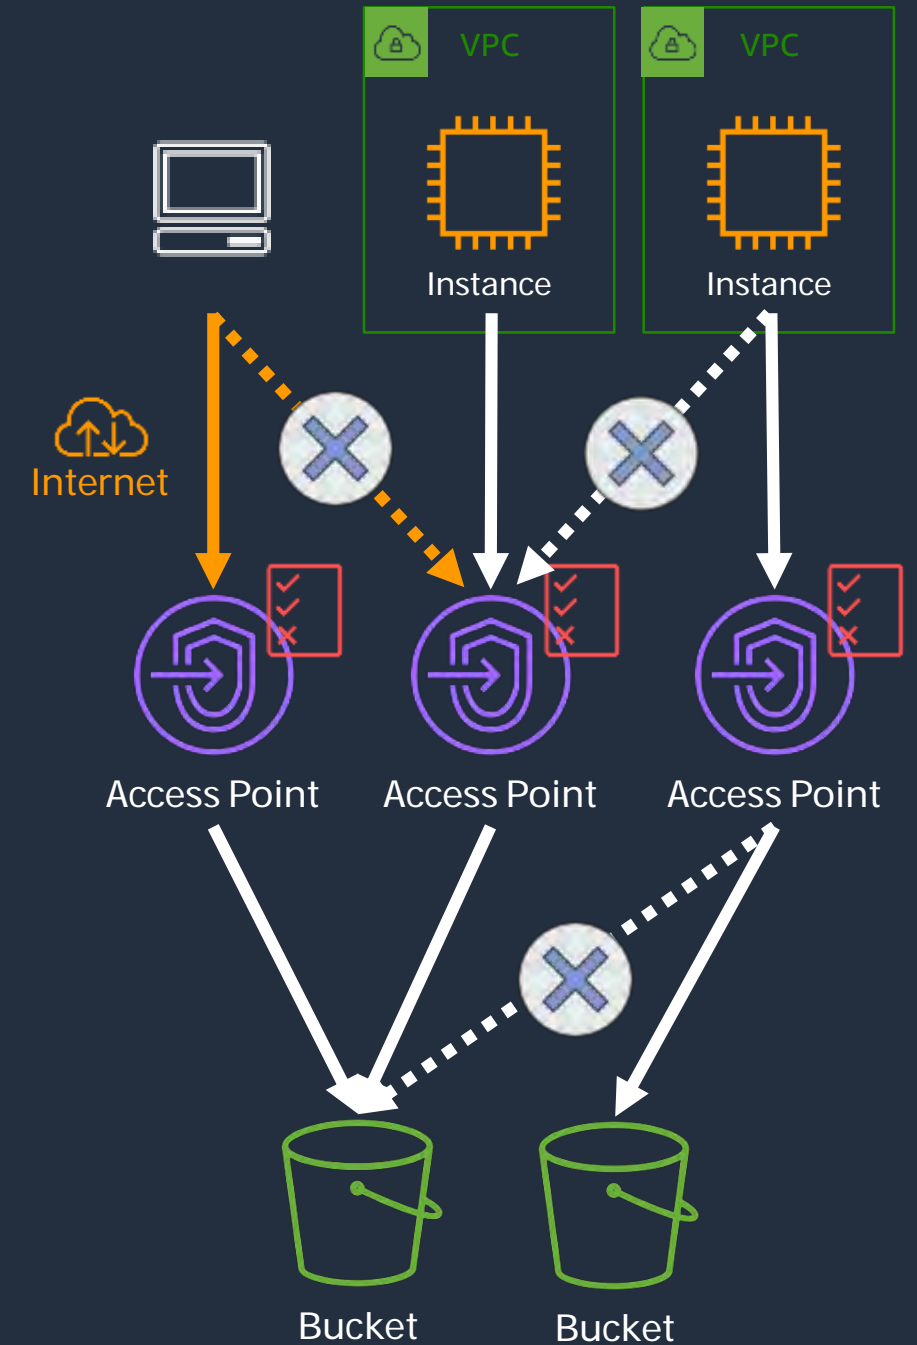 VPC
VPC
Instance
Instance
Internet
Access Point
Access Point
Access Point
Bucket
Bucket